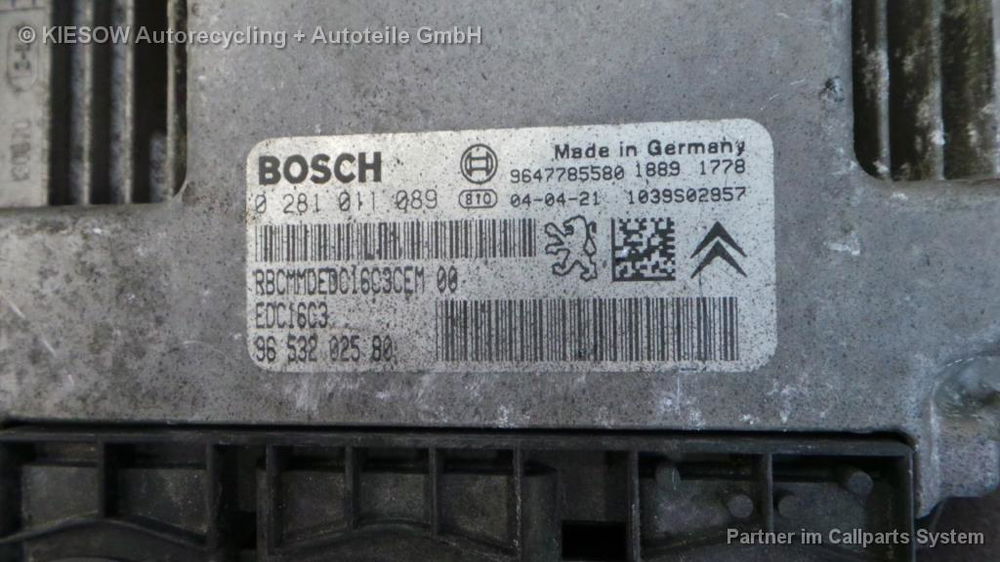 © KIESOW Autorecycling + Autoteile GmbH
BOSCH
Made in Germany
9647785580 1889 1778
0 281 011 089
810 04-04-21 1039S02957
RBCMMDEDC16C3CEM 00
EDC16C3
96 532 025 80
Partner im Callparts System